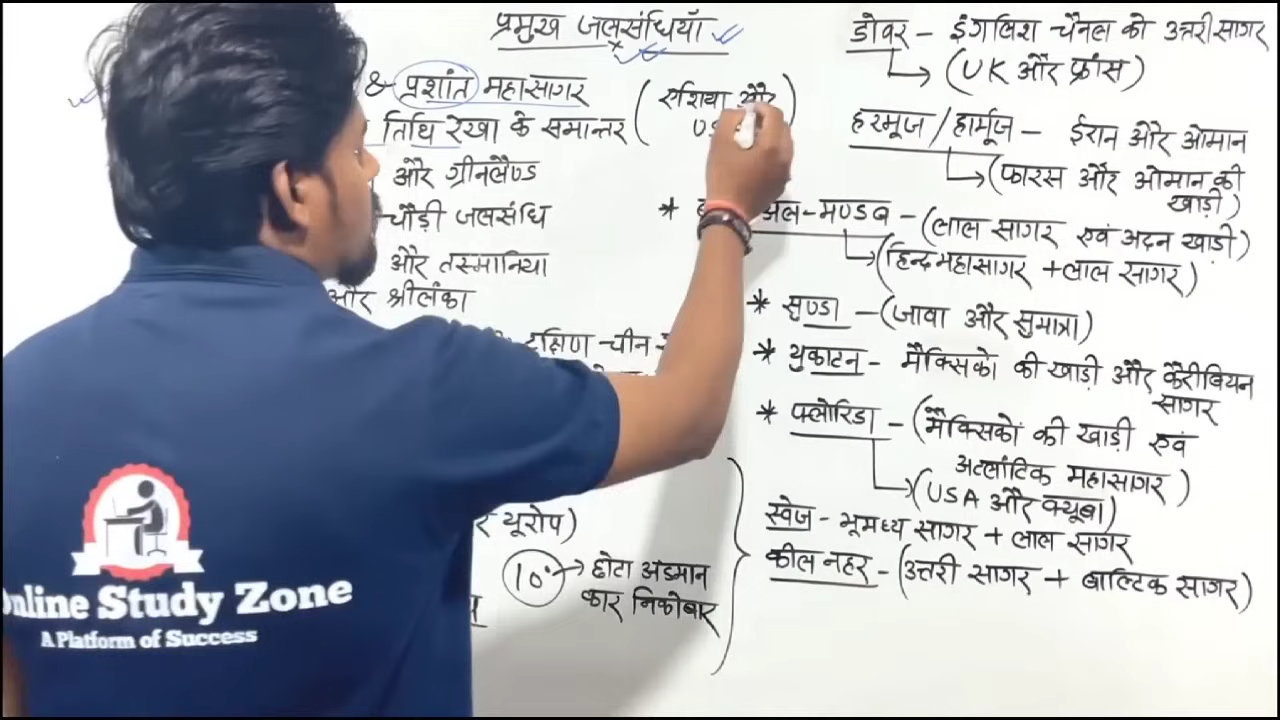 प्रमुख जलसंधियाँ
& प्रशांत महासागर (एशिया और
तिथि रेखा के समान्तर
और ग्रीनलैण्ड
चौड़ी जलसंधि
और तस्मानिया
और श्रीलंका
दक्षिण-चीन
यूरोप)
10° → छोटा अंडमान
कार निकोबार
डोवर - इंगलिश चैनल को उत्तरी सागर
(UK और फ्रांस)
हरमूज / हार्मूज - ईरान और ओमान
(फारस और ओमान की
खाड़ी)
* अल-मण्डब - (लाल सागर एवं अदन खाड़ी)
(हिन्दमहासागर + लाल सागर)
* सुण्डा - (जावा और सुमात्रा)
* युकाटन - मैक्सिको की खाड़ी और कैरीबियन
सागर
* फ्लोरिडा - (मैक्सिको की खाड़ी एवं
अटलांटिक महासागर)
(USA और क्यूबा)
स्वेज - भूमध्य सागर + लाल सागर
कील नहर - (उत्तरी सागर + बाल्टिक सागर)
Online Study Zone
A Platform of Success